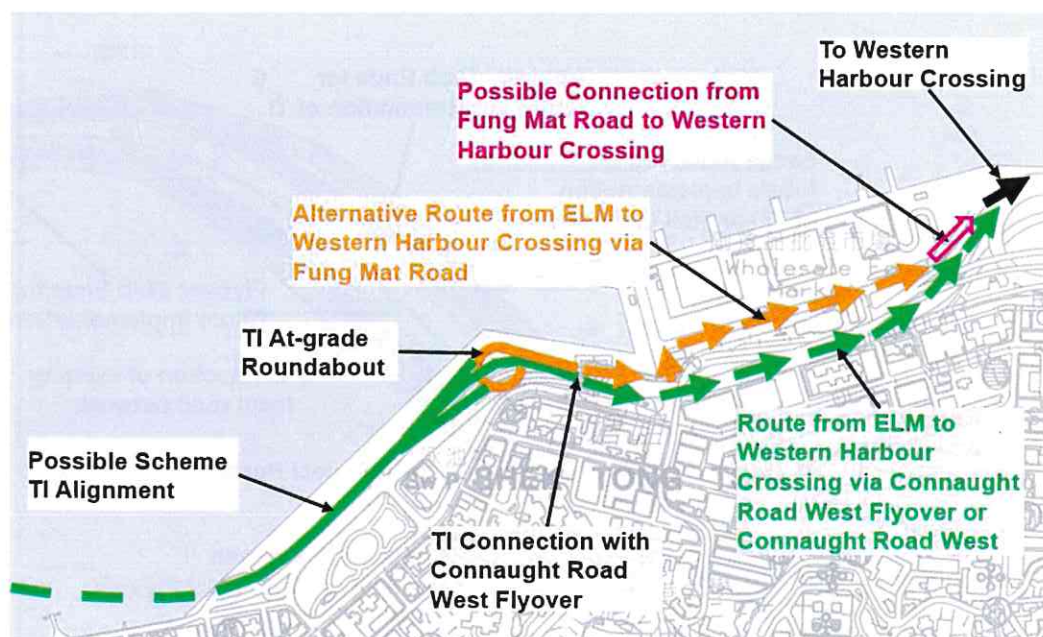 To Western
Harbour Crossing
Possible Connection from
Fung Mat Road to Western
Harbour Crossing
Alternative Route from ELM to
Western Harbour Crossing via
Fung Mat Road
Wholesale
Market
TI At-grade
Roundabout
Possible Scheme
TI Alignment
SHEK TONG
TI Connection with
Connaught Road
West Flyover
Route from ELM to
Western Harbour
Crossing via Connaught
Road West Flyover or
Connaught Road West